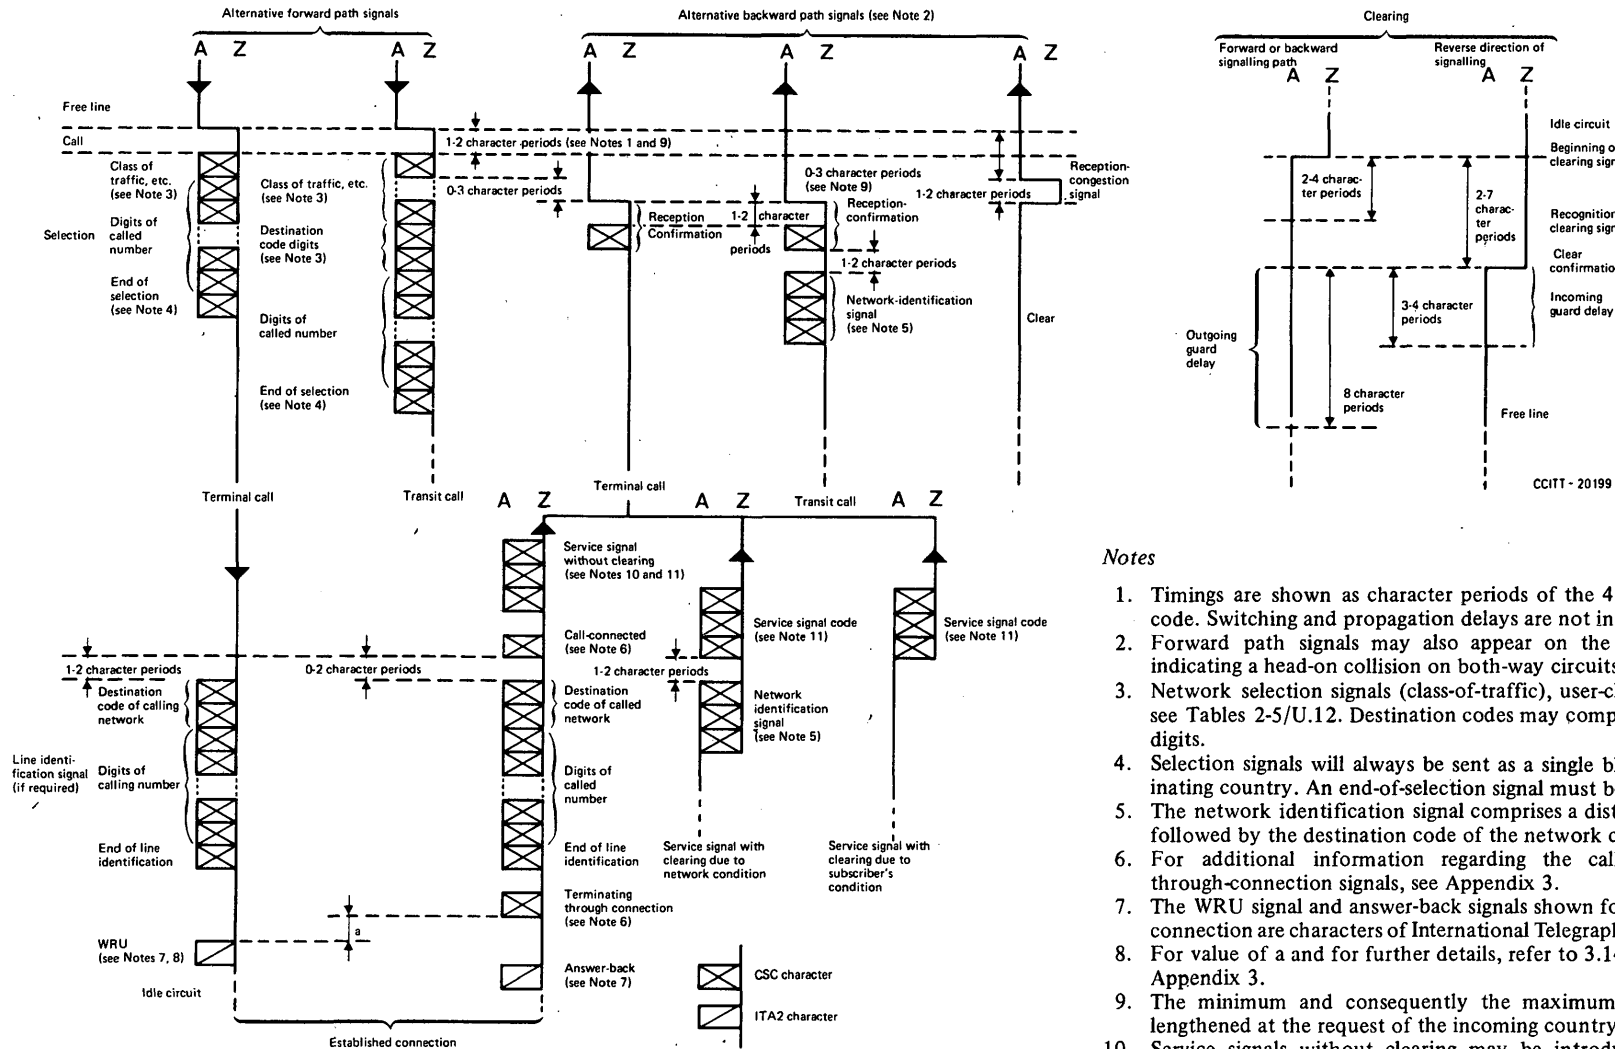 Alternative forward path signals
Alternative backward path signals (see Note 2)
Clearing
Forward or backward
signalling path
Reverse direction of
signalling
A Z
A Z
A Z
A Z
A Z
A Z
A Z
Free line
Call
1-2 character periods (see Notes 1 and 9)
Class of
traffic, etc.
(see Note 3)
Selection
Digits of
called
number
End of
selection
(see Note 4)
Class of traffic, etc.
(see Note 3)
Destination
code digits
(see Note 3)
Digits of
called number
End of selection
(see Note 4)
0-3 character periods
Reception
Confirmation
1-2 character
periods
0-3 character periods
(see Note 9)
Reception-
confirmation
1-2 character periods
Network-identification
signal
(see Note 5)
1-2 character periods
Reception-
congestion
signal
Clear
Idle circuit
Beginning
clearing
2-4 charac-
ter periods
2-7
charac-
ter
periods
Recognition
clearing
Clear
confirmation
3-4 character
periods
Incoming
guard delay
Outgoing
guard
delay
8 character
periods
Free line
CCITT - 20199
Terminal call
Transit call
Terminal call
Transit call
A Z
A Z
A Z
Service signal
without clearing
(see Notes 10 and 11)
Call-connected
(see Note 6)
Service signal code
(see Note 11)
Service signal code
(see Note 11)
1-2 character periods
0-2 character periods
1-2 character periods
Destination
code of calling
network
Destination
code of called
network
Network
identification
signal
(see Note 5)
Line identi-
fication signal
(if required)
Digits of
calling number
Digits of
called
number
End of line
identification
End of line
identification
Service signal with
clearing due to
network condition
Service signal with
clearing due to
subscriber's
condition
Terminating
through connection
(see Note 6)
a
WRU
(see Notes 7, 8)
Answer-back
(see Note 7)
CSC character
ITA2 character
Idle circuit
Established connection
Notes
1. Timings are shown as character periods of the 4
code. Switching and propagation delays are not in
2. Forward path signals may also appear on the
indicating a head-on collision on both-way circuits
3. Network selection signals (class-of-traffic), user-cl
see Tables 2-5/U.12. Destination codes may comp
digits.
4. Selection signals will always be sent as a single bl
inating country. An end-of-selection signal must b
5. The network identification signal comprises a dist
followed by the destination code of the network o
6. For additional information regarding the call
through-connection signals, see Appendix 3.
7. The WRU signal and answer-back signals shown fo
connection are characters of International Telegraph
8. For value of a and for further details, refer to 3.14
Appendix 3.
9. The minimum and consequently the maximum
lengthened at the request of the incoming country
10. Service signals without clearing may be introdu